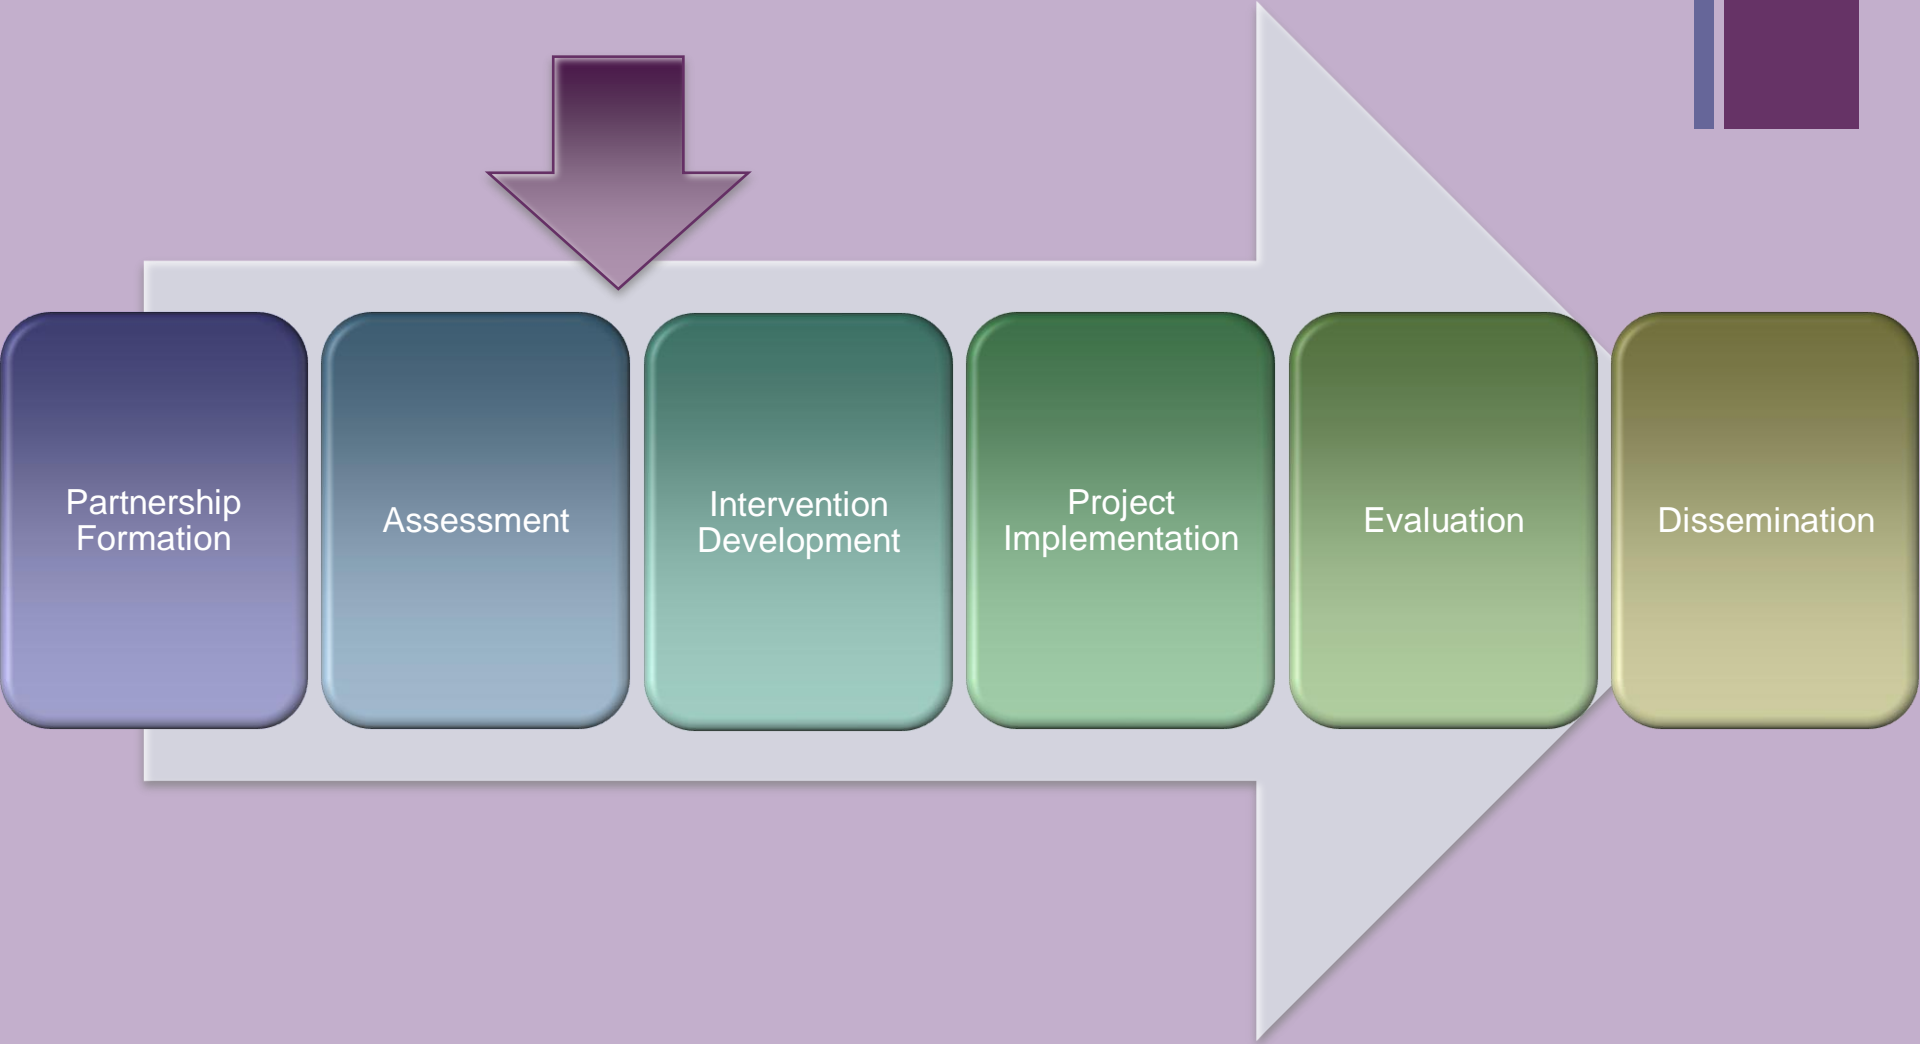 Partnership
Formation
Assessment
Intervention
Development
Project
Implementation
Evaluation
Dissemination